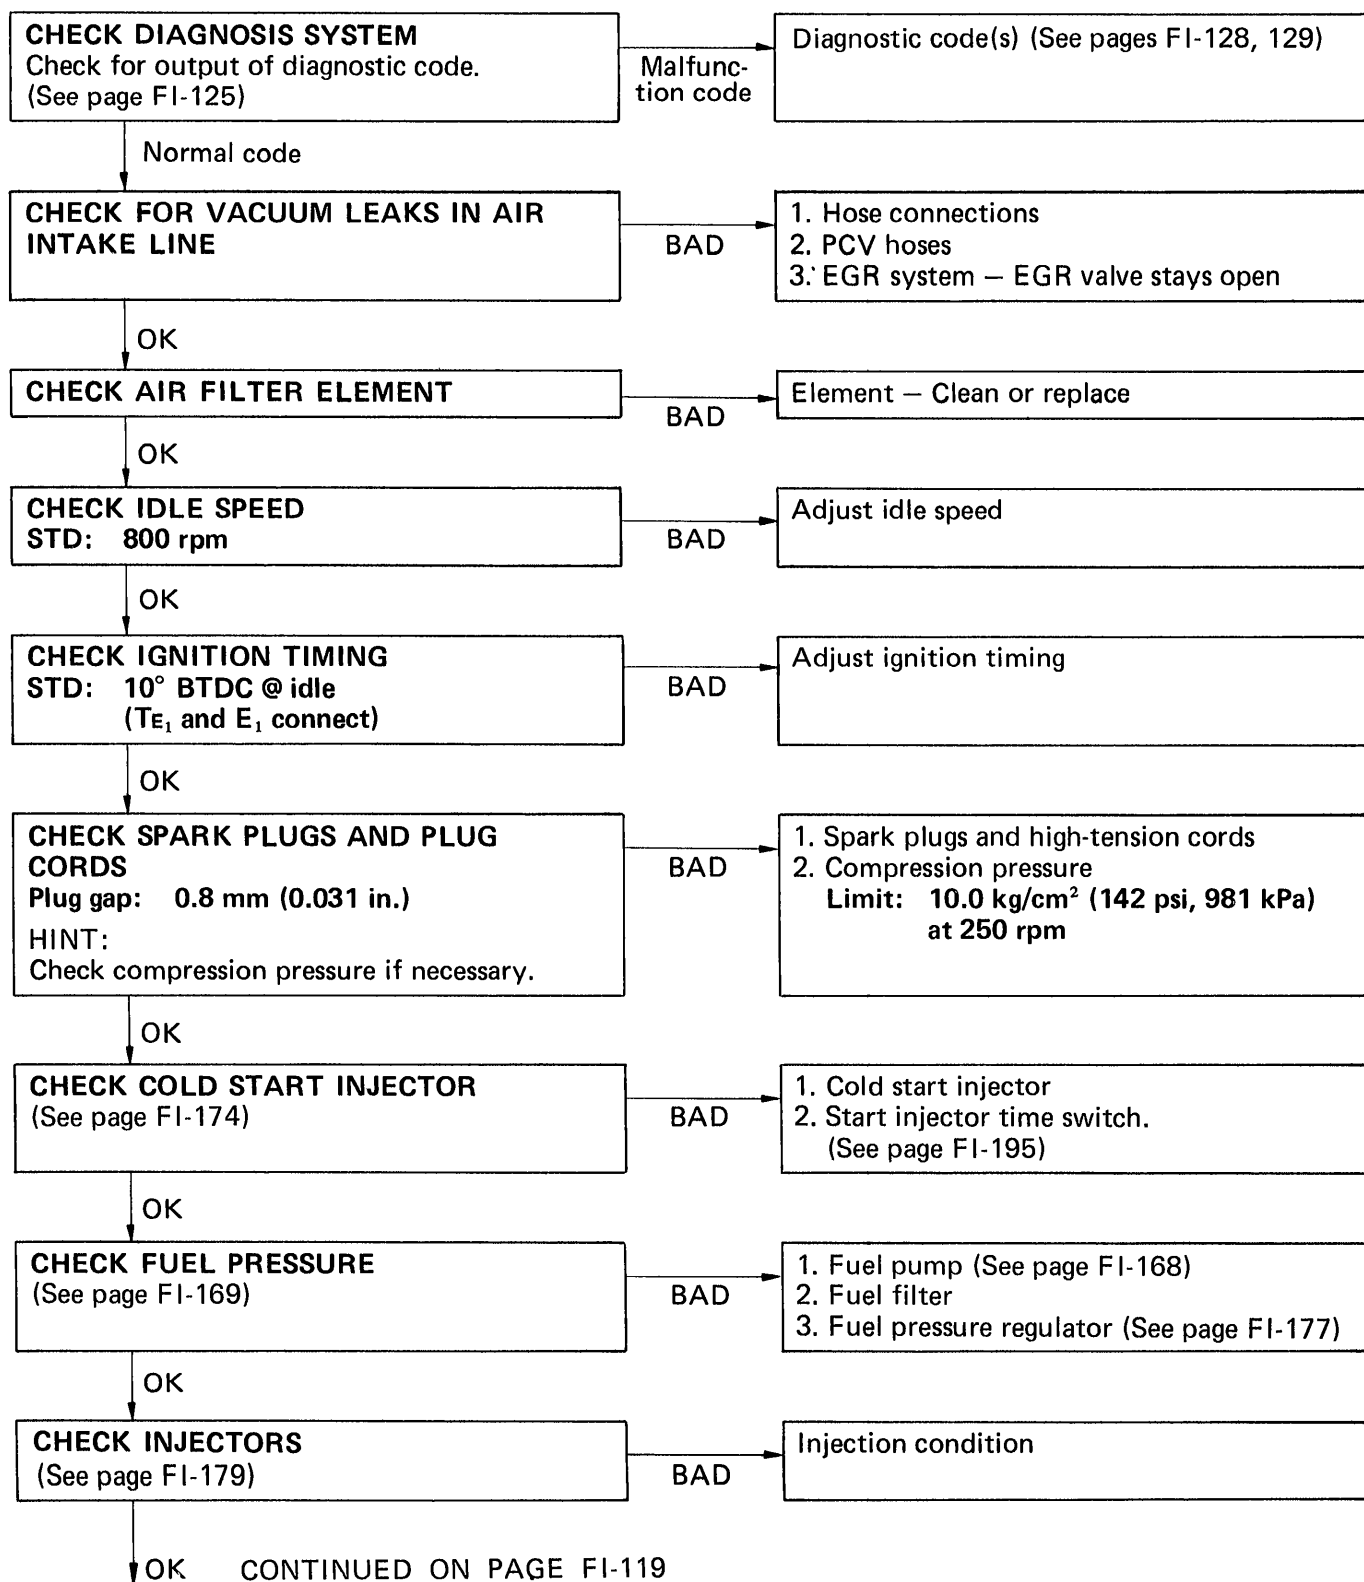 CHECK DIAGNOSIS SYSTEM
Check for output of diagnostic code.
(See page FI-125)
Malfunc-
tion code
Diagnostic code(s) (See pages FI-128, 129)
Normal code
CHECK FOR VACUUM LEAKS IN AIR
INTAKE LINE
BAD
1. Hose connections
2. PCV hoses
3. EGR system — EGR valve stays open
OK
CHECK AIR FILTER ELEMENT
BAD
Element — Clean or replace
OK
CHECK IDLE SPEED
STD: 800 rpm
BAD
Adjust idle speed
OK
CHECK IGNITION TIMING
STD: 10° BTDC @ idle
(TE₁ and E₁ connect)
BAD
Adjust ignition timing
OK
CHECK SPARK PLUGS AND PLUG
CORDS
Plug gap: 0.8 mm (0.031 in.)
HINT:
Check compression pressure if necessary.
BAD
1. Spark plugs and high-tension cords
2. Compression pressure
Limit: 10.0 kg/cm² (142 psi, 981 kPa)
at 250 rpm
OK
CHECK COLD START INJECTOR
(See page FI-174)
BAD
1. Cold start injector
2. Start injector time switch.
(See page FI-195)
OK
CHECK FUEL PRESSURE
(See page FI-169)
BAD
1. Fuel pump (See page FI-168)
2. Fuel filter
3. Fuel pressure regulator (See page FI-177)
OK
CHECK INJECTORS
(See page FI-179)
BAD
Injection condition
OK CONTINUED ON PAGE FI-119